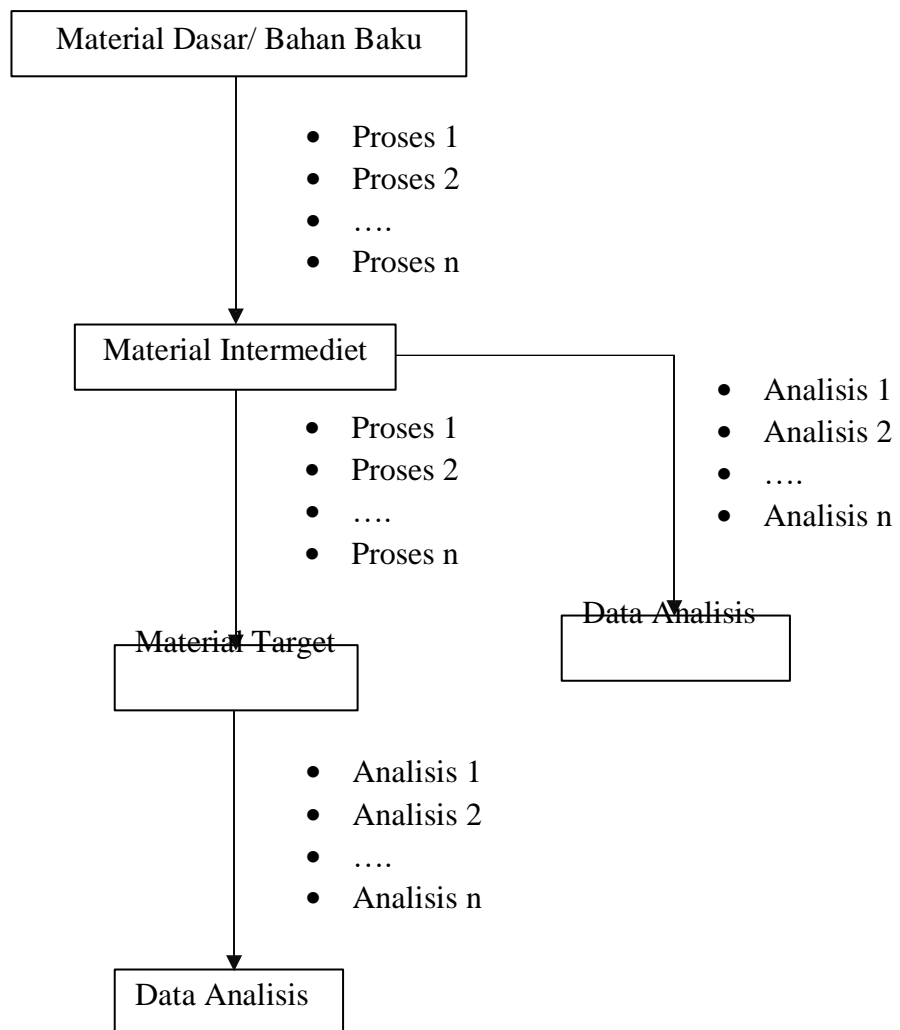 Material Dasar/ Bahan Baku
• Proses 1
• Proses 2
• ….
• Proses n
Material Intermediet
• Analisis 1
• Analisis 2
• ….
• Analisis n
• Proses 1
• Proses 2
• ….
• Proses n
Data Analisis
Material Target
• Analisis 1
• Analisis 2
• ….
• Analisis n
Data Analisis